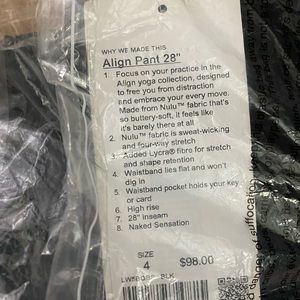 WHY WE MADE THIS
Align Pant 28"
1. Focus on your practice in the
Align yoga collection, designed
to free you from distraction
and embrace your every move.
Made from Nulu™ fabric that's
so buttery-soft, it feels like
it's barely there at all
2. Nulu™ fabric is sweat-wicking
and four-way stretch
3. Added Lycra® fibre for stretch
and shape retention
4. Waistband lies flat and won't
dig in
5. Waistband pocket holds your key
or card
6. High rise
7. 28" inseam
8. Naked Sensation
SIZE
4
$98.00
BLK
danger of suffocation